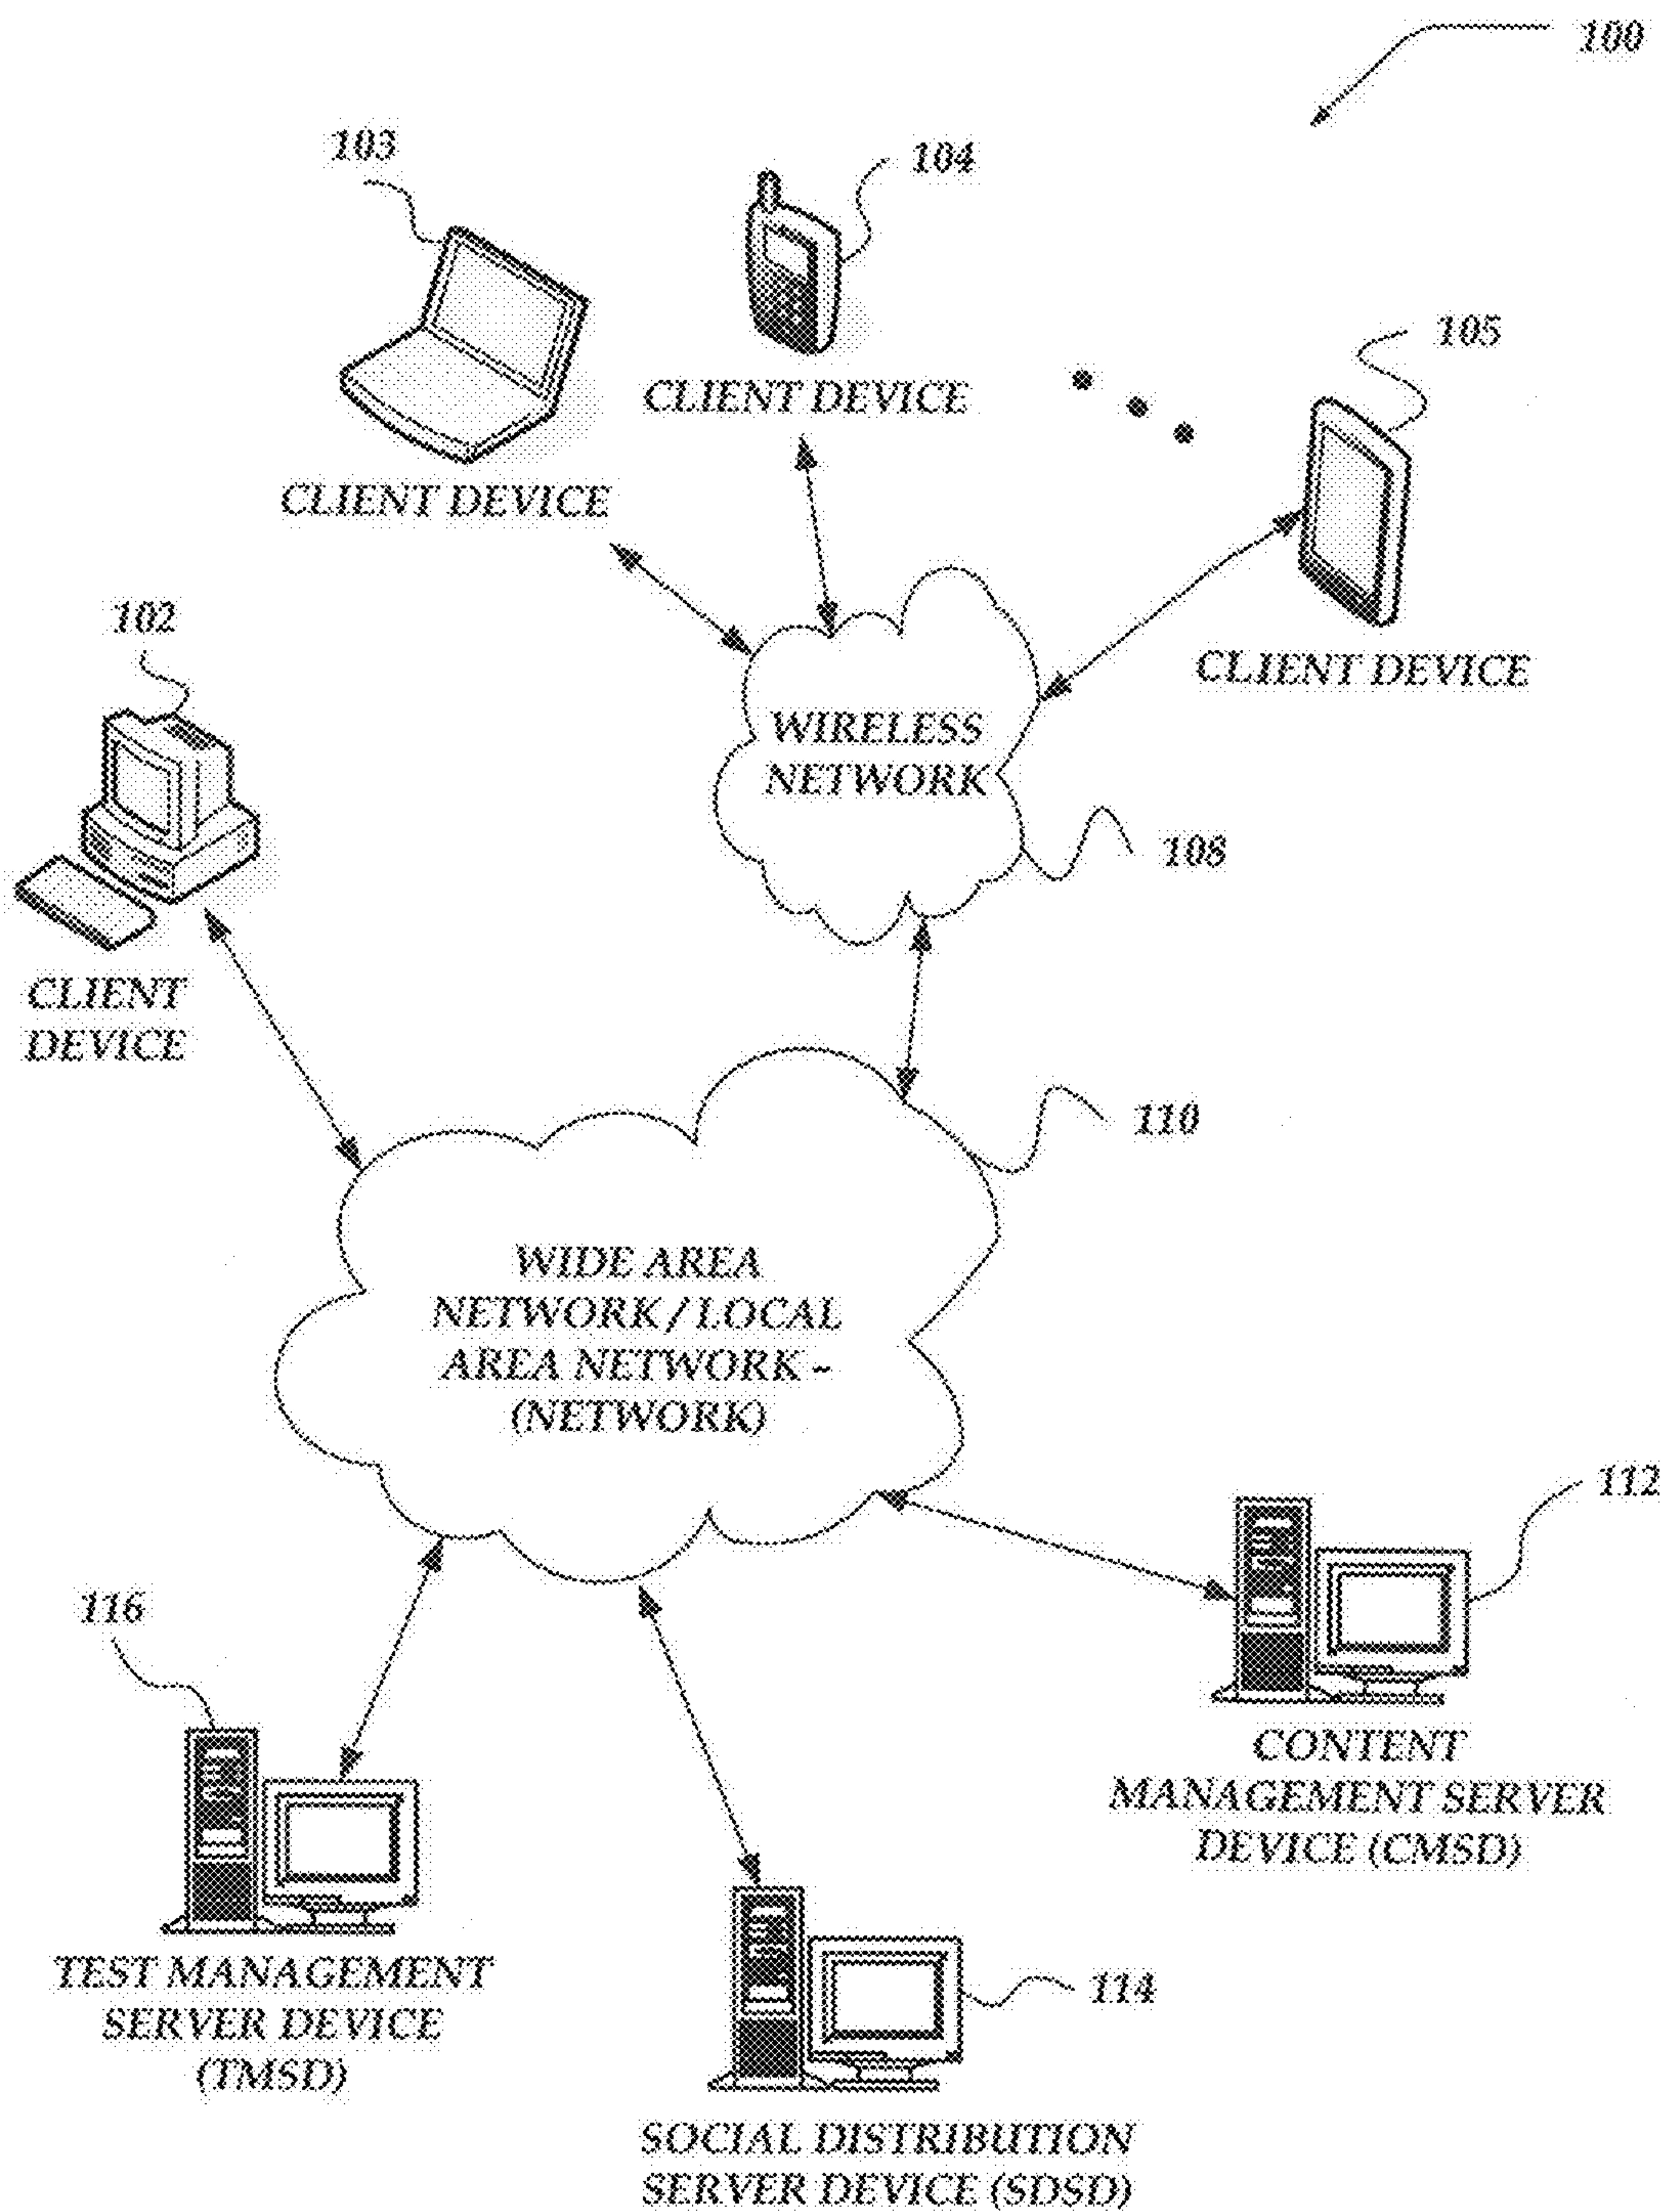 100
103
104
105
CLIENT DEVICE
CLIENT DEVICE
CLIENT DEVICE
102
WIRELESS
NETWORK
108
CLIENT
DEVICE
110
WIDE AREA
NETWORK / LOCAL
AREA NETWORK -
(NETWORK)
112
116
CONTENT
MANAGEMENT SERVER
DEVICE (CMSD)
TEST MANAGEMENT
SERVER DEVICE
(TMSD)
114
SOCIAL DISTRIBUTION
SERVER DEVICE (SDSD)